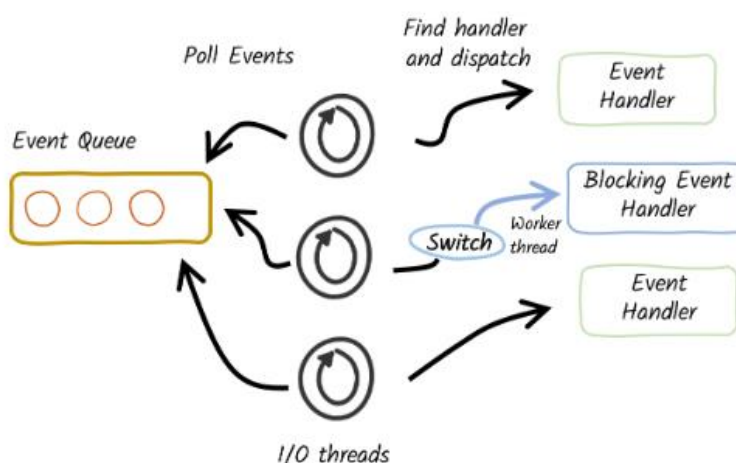 Poll Events
Find handler
and dispatch
Event
Handler
Event Queue
Blocking Event
Handler
Switch
Worker
thread
Event
Handler
I/O threads